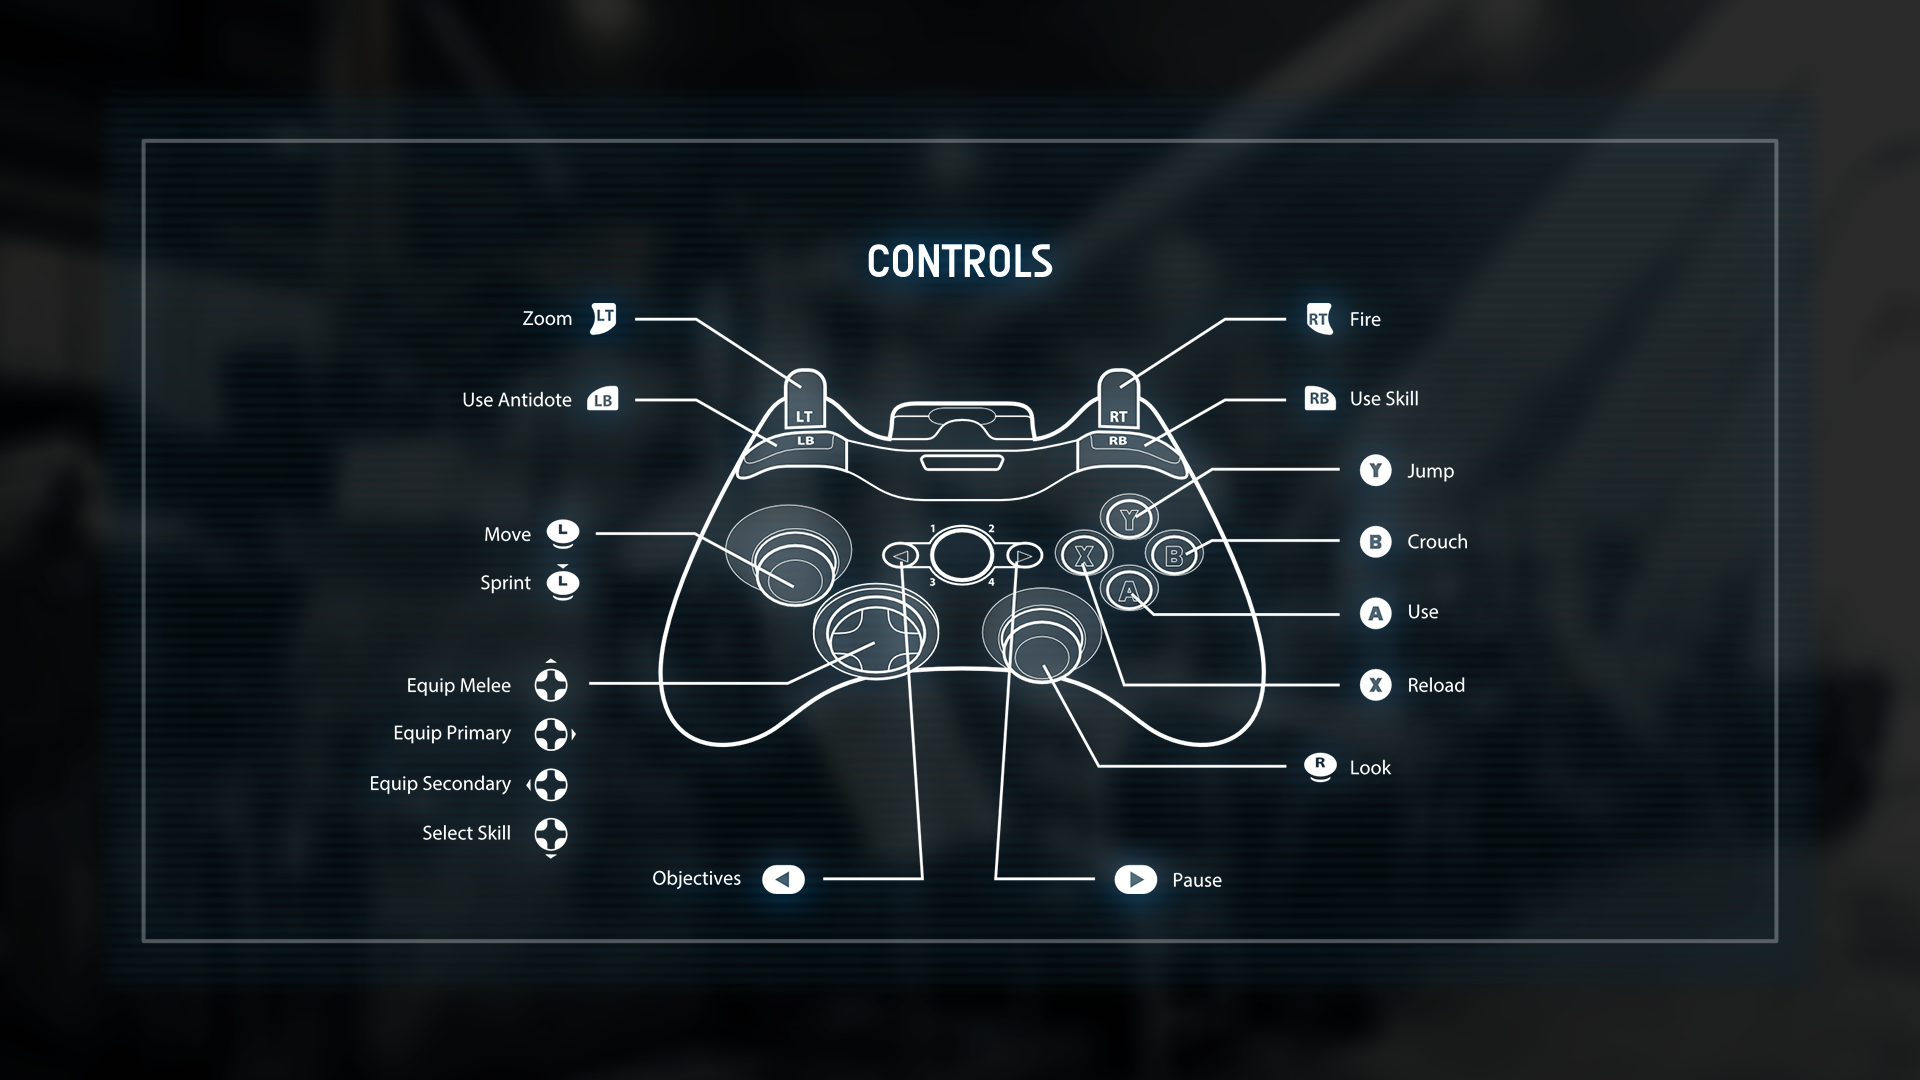 CONTROLS
Zoom LT
RT Fire
Use Antidote LB
RB Use Skill
LT
RT
LB
RB
Y Jump
Move L
1 2
Y
X
B
B Crouch
Sprint L
3 4
A
A Use
Equip Melee
X Reload
Equip Primary
R Look
Equip Secondary
Select Skill
Objectives
Pause